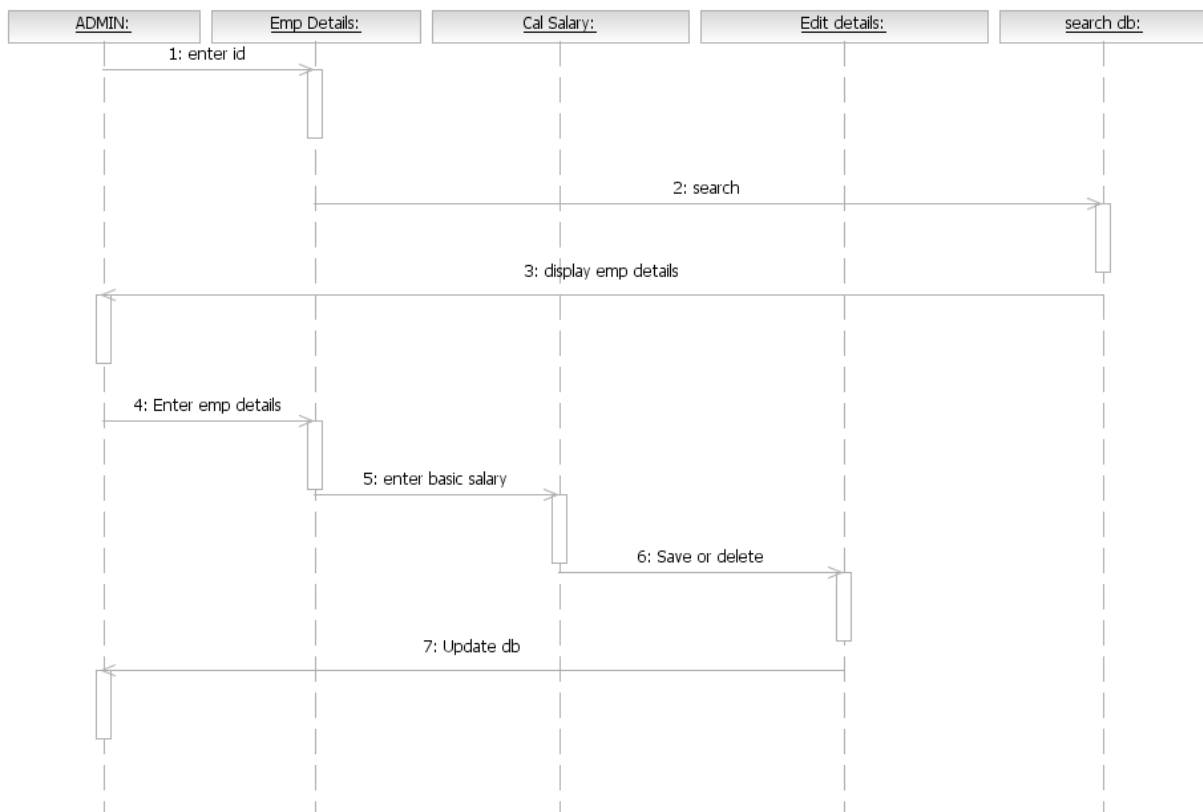 ADMIN:
Emp Details:
Cal Salary:
Edit details:
search db:
1: enter id
2: search
3: display emp details
4: Enter emp details
5: enter basic salary
6: Save or delete
7: Update db